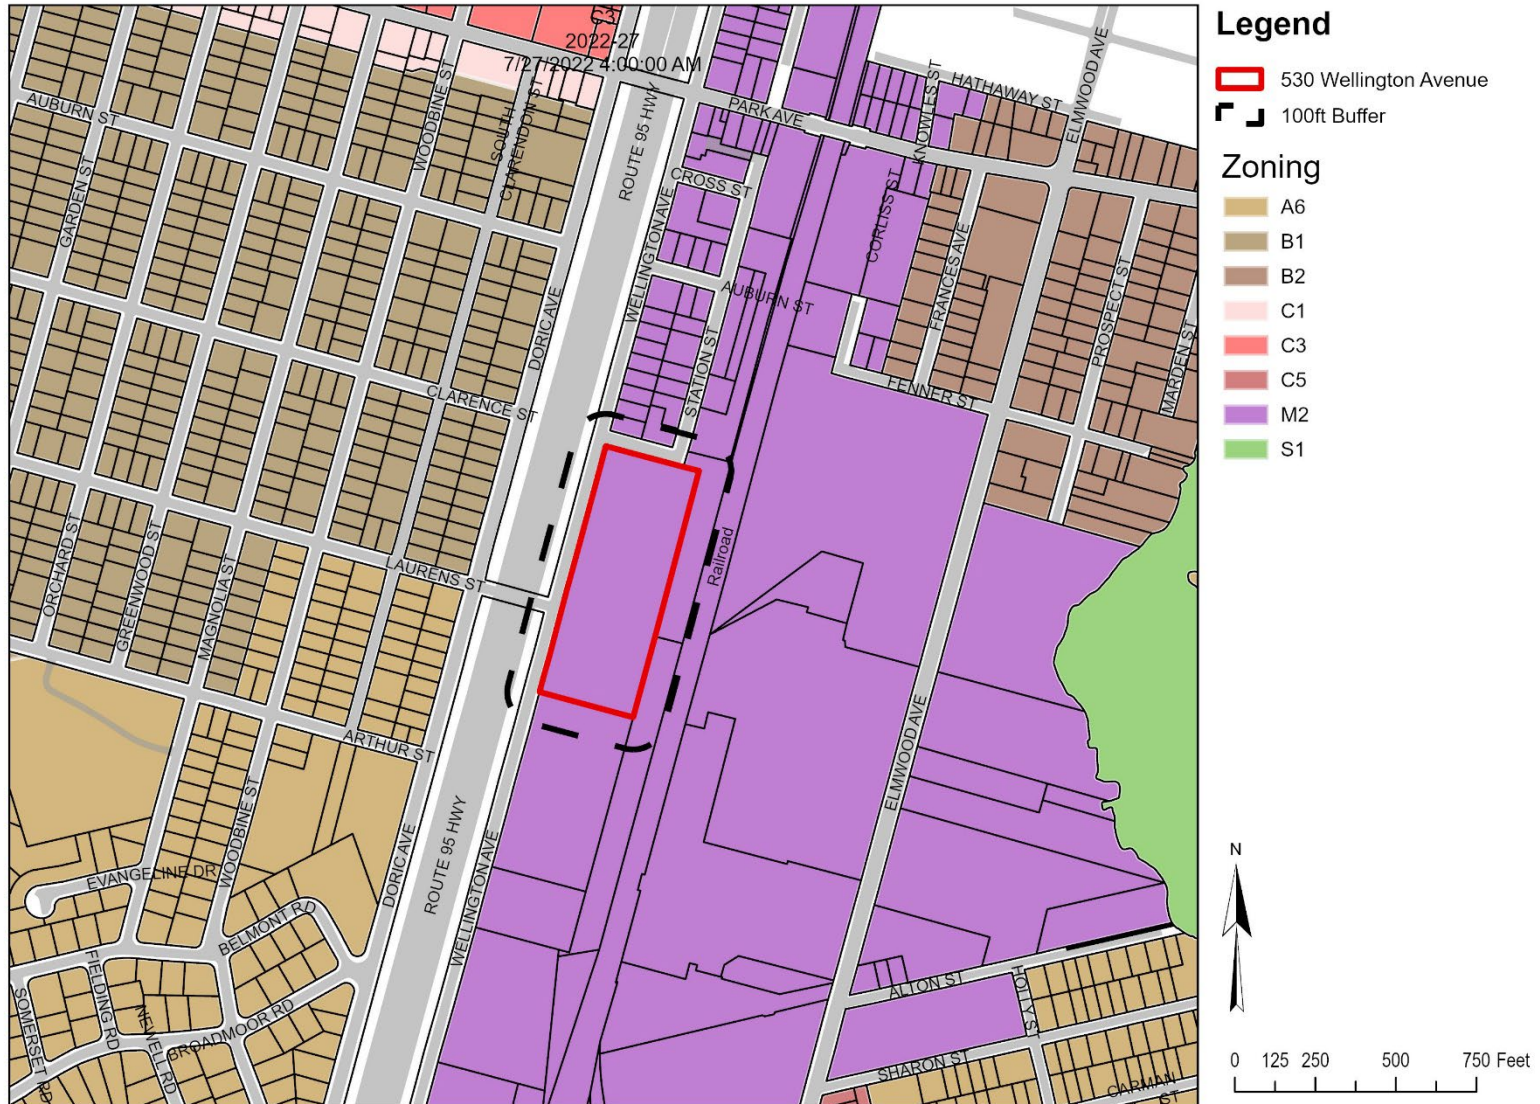 C3
2022-27
7/27/2022 4:00:00 AM
AUBURN ST
WOODBINE ST
SOUTH
CLARENDON ST
ROUTE 95 HWY
PARK AVE
HATHAWAY ST
ELMWOOD AVE
KNOWLES ST
GARDEN ST
CROSS ST
CORLISS ST
WELLINGTON AVE
FRANCES AVE
AUBURN ST
PROSPECT ST
MARDEN ST
DORIC AVE
STATION ST
CLARENCE ST
FENNER ST
ORCHARD ST
GREENWOOD ST
MAGNOLIA ST
LAURENS ST
Railroad
ARTHUR ST
ELMWOOD AVE
WOODBINE ST
DORIC AVE
ROUTE 95 HWY
WELLINGTON AVE
EVANGELINE DR
BELMONT RD
FIELDING RD
SOMERSET RD
NEWELL RD
BROADMOOR RD
ALTON ST
HOLLY ST
SHARON ST
CARMAN
ST
Legend
530 Wellington Avenue
100ft Buffer
Zoning
A6
B1
B2
C1
C3
C5
M2
S1
N
0 125 250 500 750 Feet